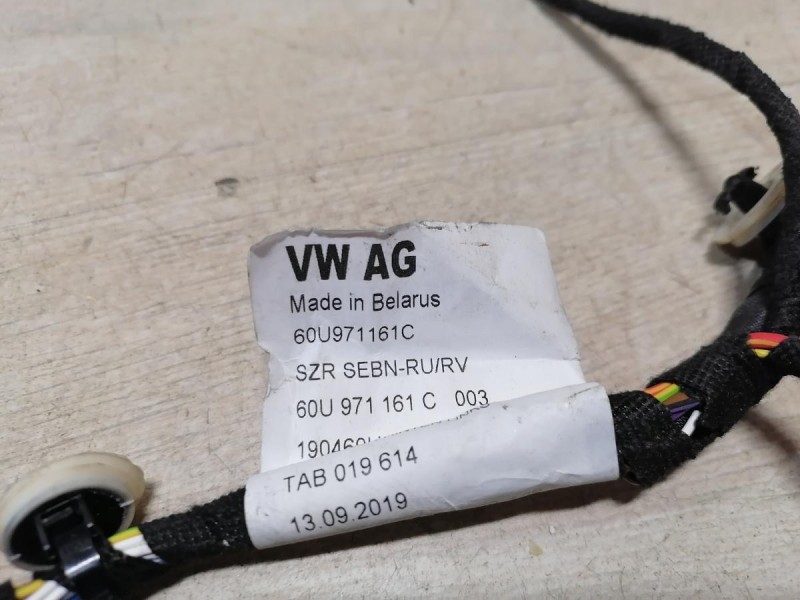 VW AG
Made in Belarus
60U971161C
SZR SEBN-RU/RV
60U 971 161 C 003
TAB 019 614
13.09.2019